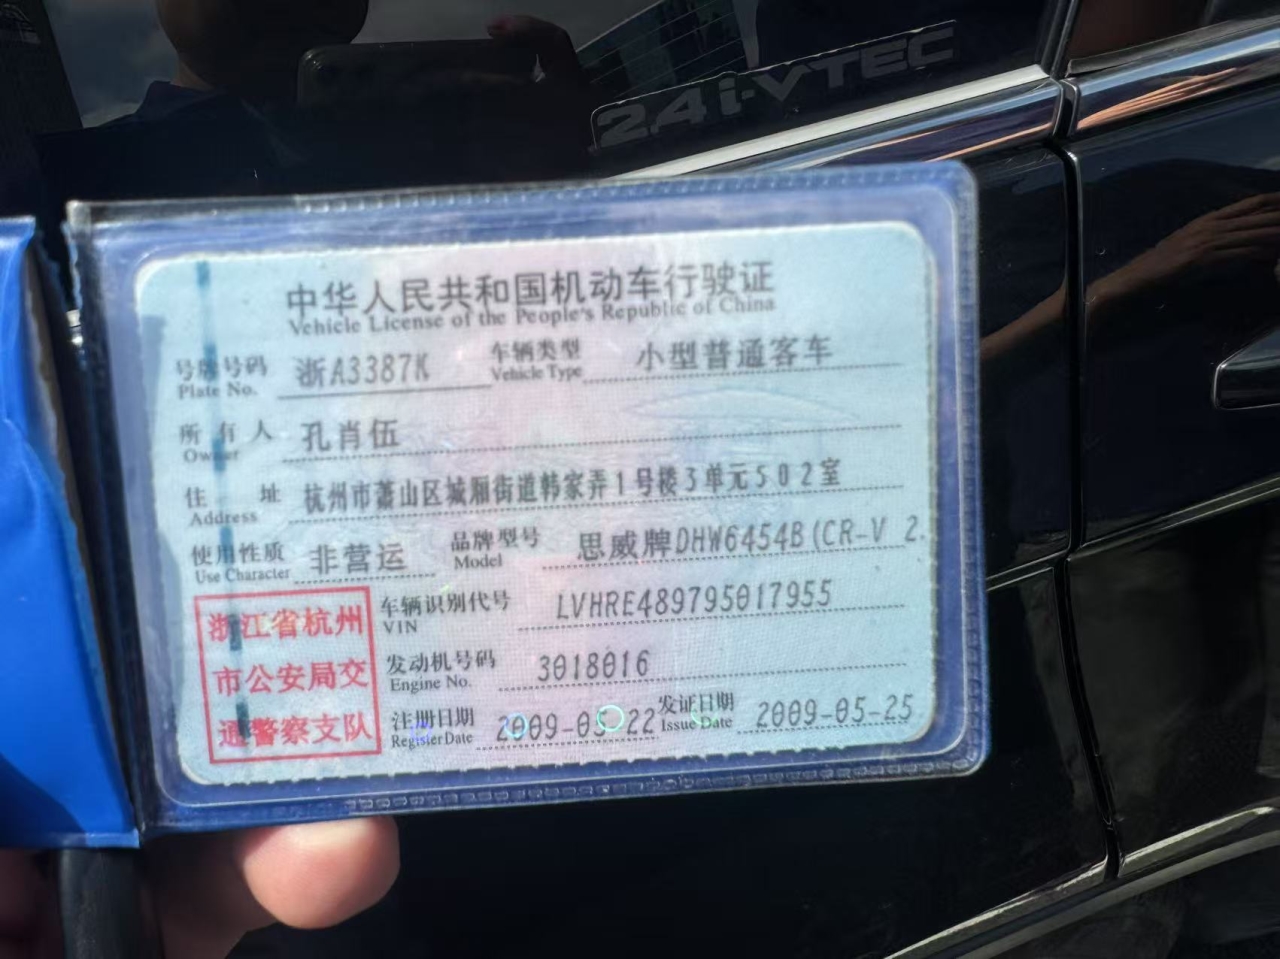 2.4 i-VTEC
中华人民共和国机动车行驶证
Vehicle License of the People's Republic of China
号牌号码 浙A3387K 车辆类型 小型普通客车
Plate No. Vehicle Type
所有人 孔肖伍
Owner
住址 杭州市萧山区城厢街道韩家弄1号楼3单元502室
Address
使用性质 非营运 品牌型号 思威牌DHW6454B(CR-V 2.
Use Character Model
浙江省杭州
市公安局交
通警察支队
车辆识别代号 LVHRE489795017955
VIN
发动机号码 3018016
Engine No.
注册日期 2009-05-22 发证日期 2009-05-25
Register Date Issue Date